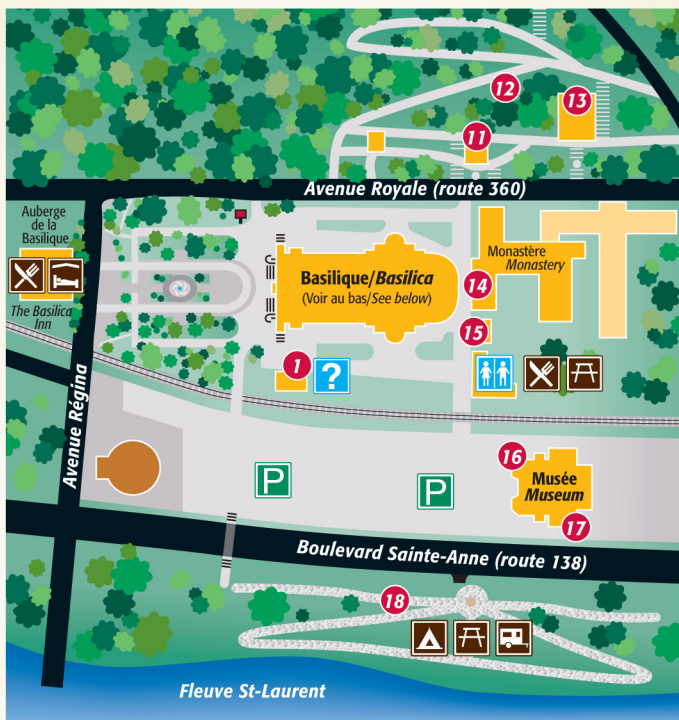 12
13
11
Avenue Royale (route 360)
Auberge
de la
Basilique
The Basilica
Inn
Basilique/Basilica
(Voir au bas/See below)
Monastère
Monastery
14
15
1
?
Avenue Régina
16
Musée
Museum
17
P
P
Boulevard Sainte-Anne (route 138)
18
Fleuve St-Laurent